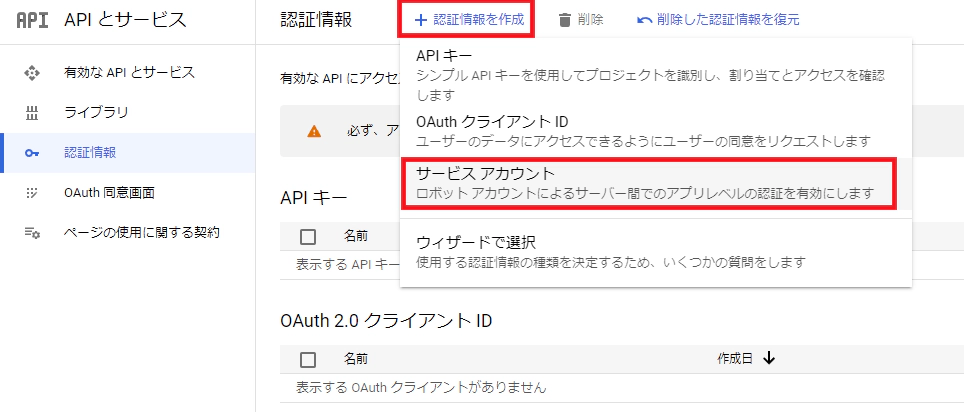 API APIとサービス
認証情報
認証情報を作成
削除
削除した認証情報を復元
有効な API とサービス
ライブラリ
認証情報
OAuth 同意画面
ページの使用に関する契約
有効な API にアクセ
必ず、ア
API キー
シンプル API キーを使用してプロジェクトを識別し、割り当てとアクセスを確認
します
OAuth クライアント ID
ユーザーのデータにアクセスできるようにユーザーの同意をリクエストします
サービス アカウント
ロボット アカウントによるサーバー間でのアプリレベルの認証を有効にします
ウィザードで選択
使用する認証情報の種類を決定するため、いくつかの質問をします
API キー
名前
表示する API キー
OAuth 2.0 クライアント ID
名前
作成日
表示する OAuth クライアントがありません